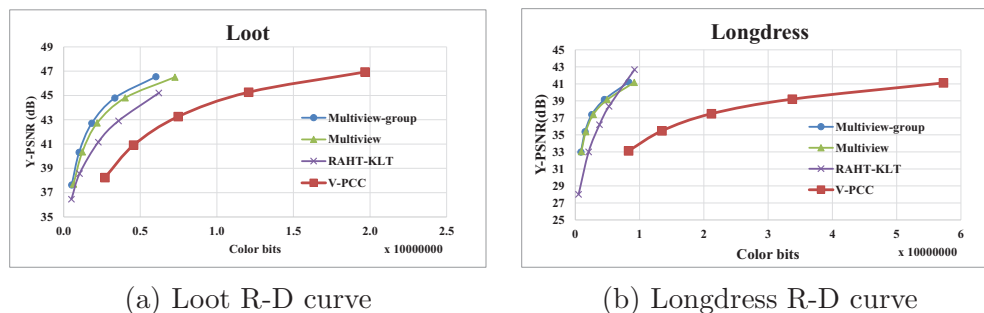 Loot
Y-PSNR (dB)
49
47
45
43
41
39
37
35
0.0 0.5 1.0 1.5 2.0 2.5
Color bits
x 10000000
Multiview-group
Multiview
RAHT-KLT
V-PCC
(a) Loot R-D curve
Longdress
Y-PSNR(dB)
45
43
41
39
37
35
33
31
29
27
25
0 1 2 3 4 5 6
Color bits
x 10000000
Multiview-group
Multiview
RAHT-KLT
V-PCC
(b) Longdress R-D curve